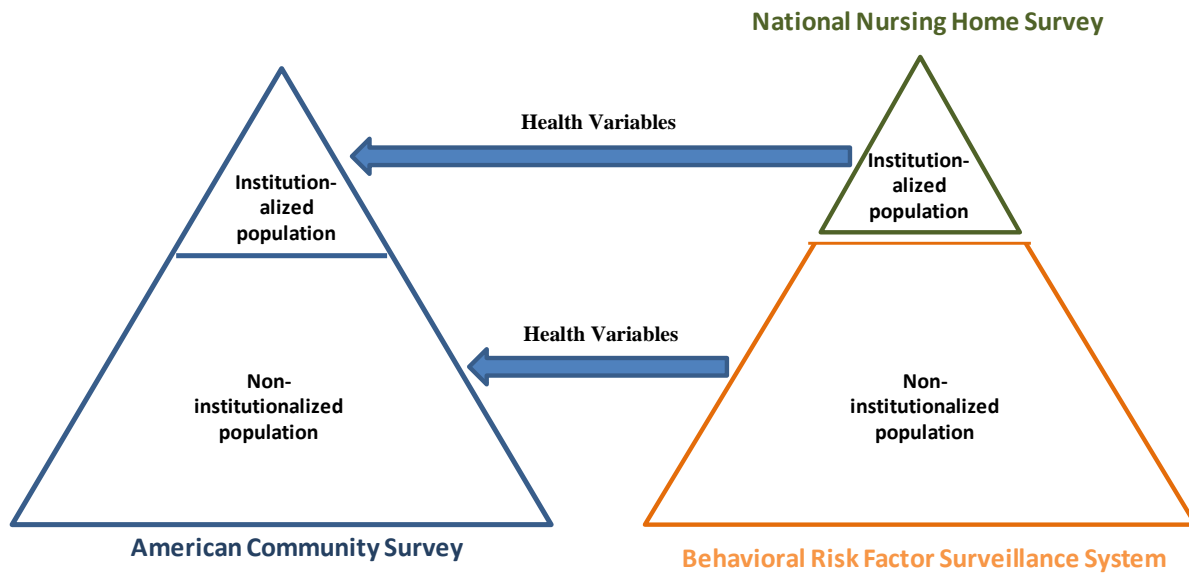 National Nursing Home Survey
Health Variables
Institution-
alized
population
Institution-
alized
population
Health Variables
Non-
institutionalized
population
Non-
institutionalized
population
American Community Survey
Behavioral Risk Factor Surveillance System